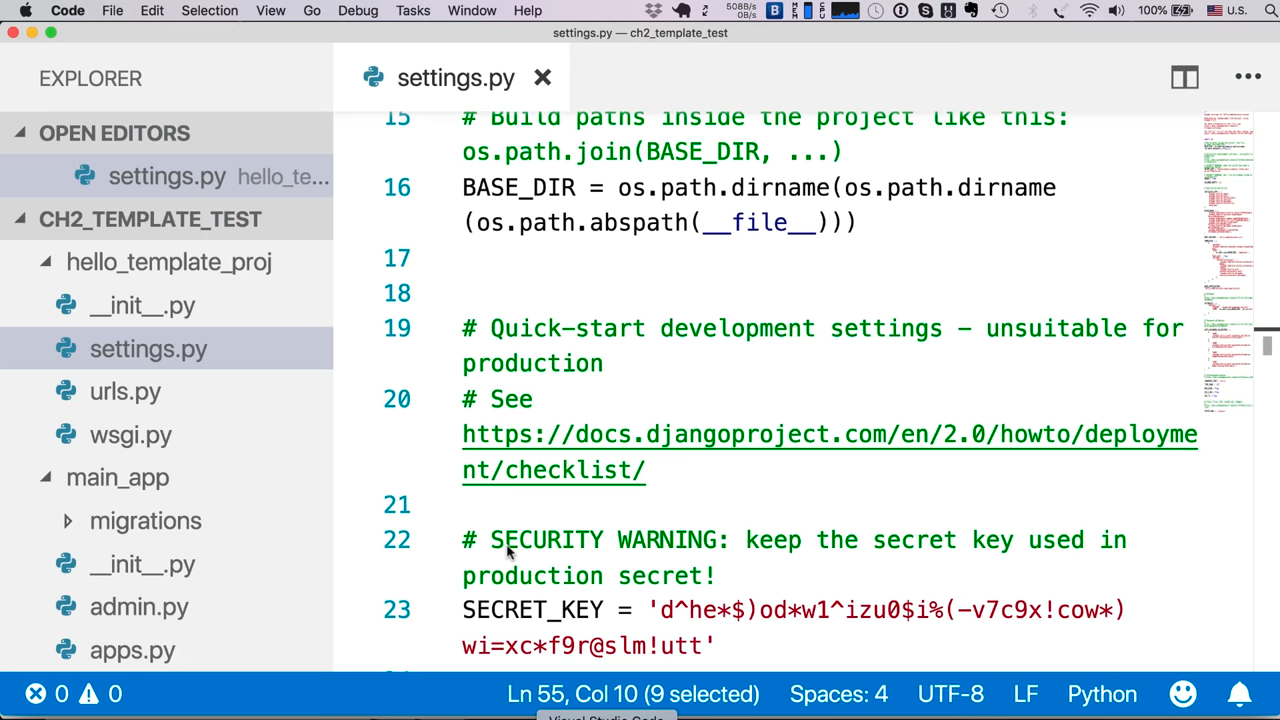 Code File Edit Selection View Go Debug Tasks Window Help 508B/s 0B/s 100% U.S.
settings.py — ch2_template_test
EXPLORER
settings.py
OPEN EDITORS
settings.py hello_te...
CH2_TEMPLATE_TEST
hello_template_proj
__init__.py
settings.py
wsgi.py
main_app
migrations
__init__.py
admin.py
apps.py
15 # Build paths inside the project like this:
os.path.join(BASE_DIR, ...)
16 BASE_DIR = os.path.dirname(os.path.dirname
(os.path.abspath(__file__)))
17
18
19 # Quick-start development settings - unsuitable for
production
20 # See
https://docs.djangoproject.com/en/2.0/howto/deployme
nt/checklist/
21
22 # SECURITY WARNING: keep the secret key used in
production secret!
23 SECRET_KEY = 'd^he*$)od*w1^izu0$i%(-v7c9x!cow*)
wi=xc*f9r@slm!utt'
0 0 Ln 55, Col 10 (9 selected) Spaces: 4 UTF-8 LF Python
Visual Studio Code